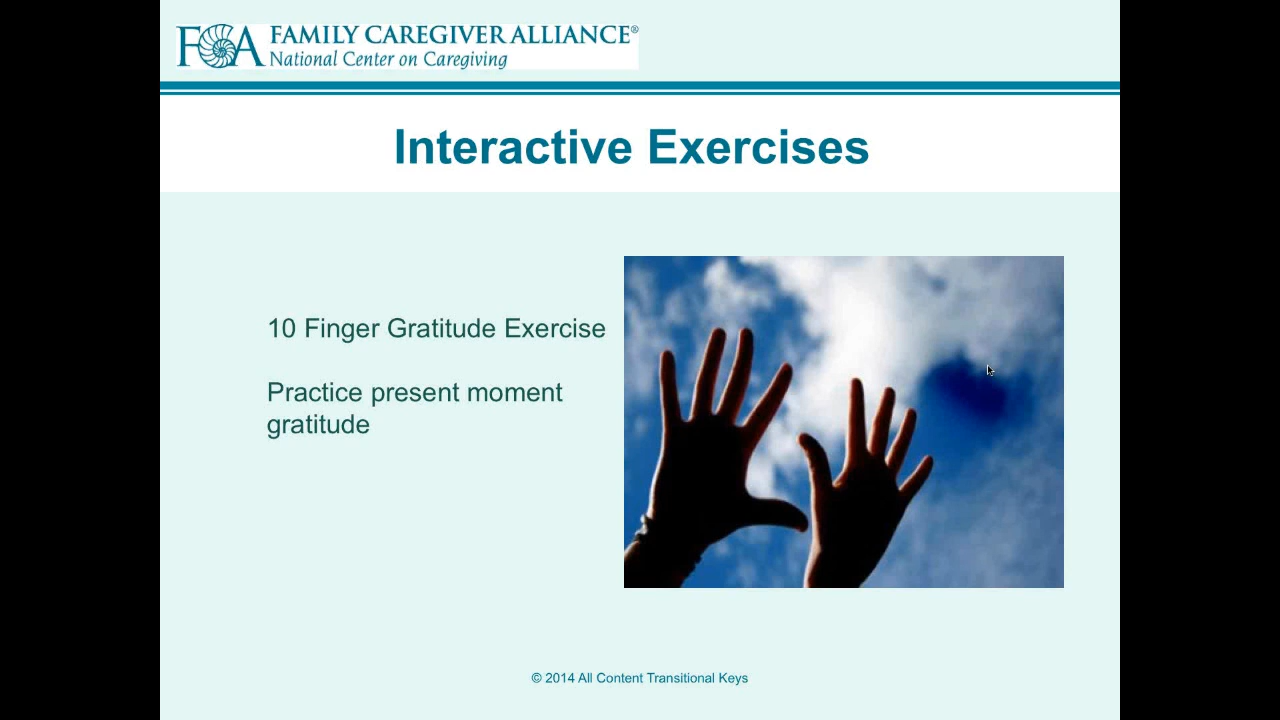 FCA FAMILY CAREGIVER ALLIANCE®
National Center on Caregiving
Interactive Exercises
10 Finger Gratitude Exercise
Practice present moment
gratitude
© 2014 All Content Transitional Keys